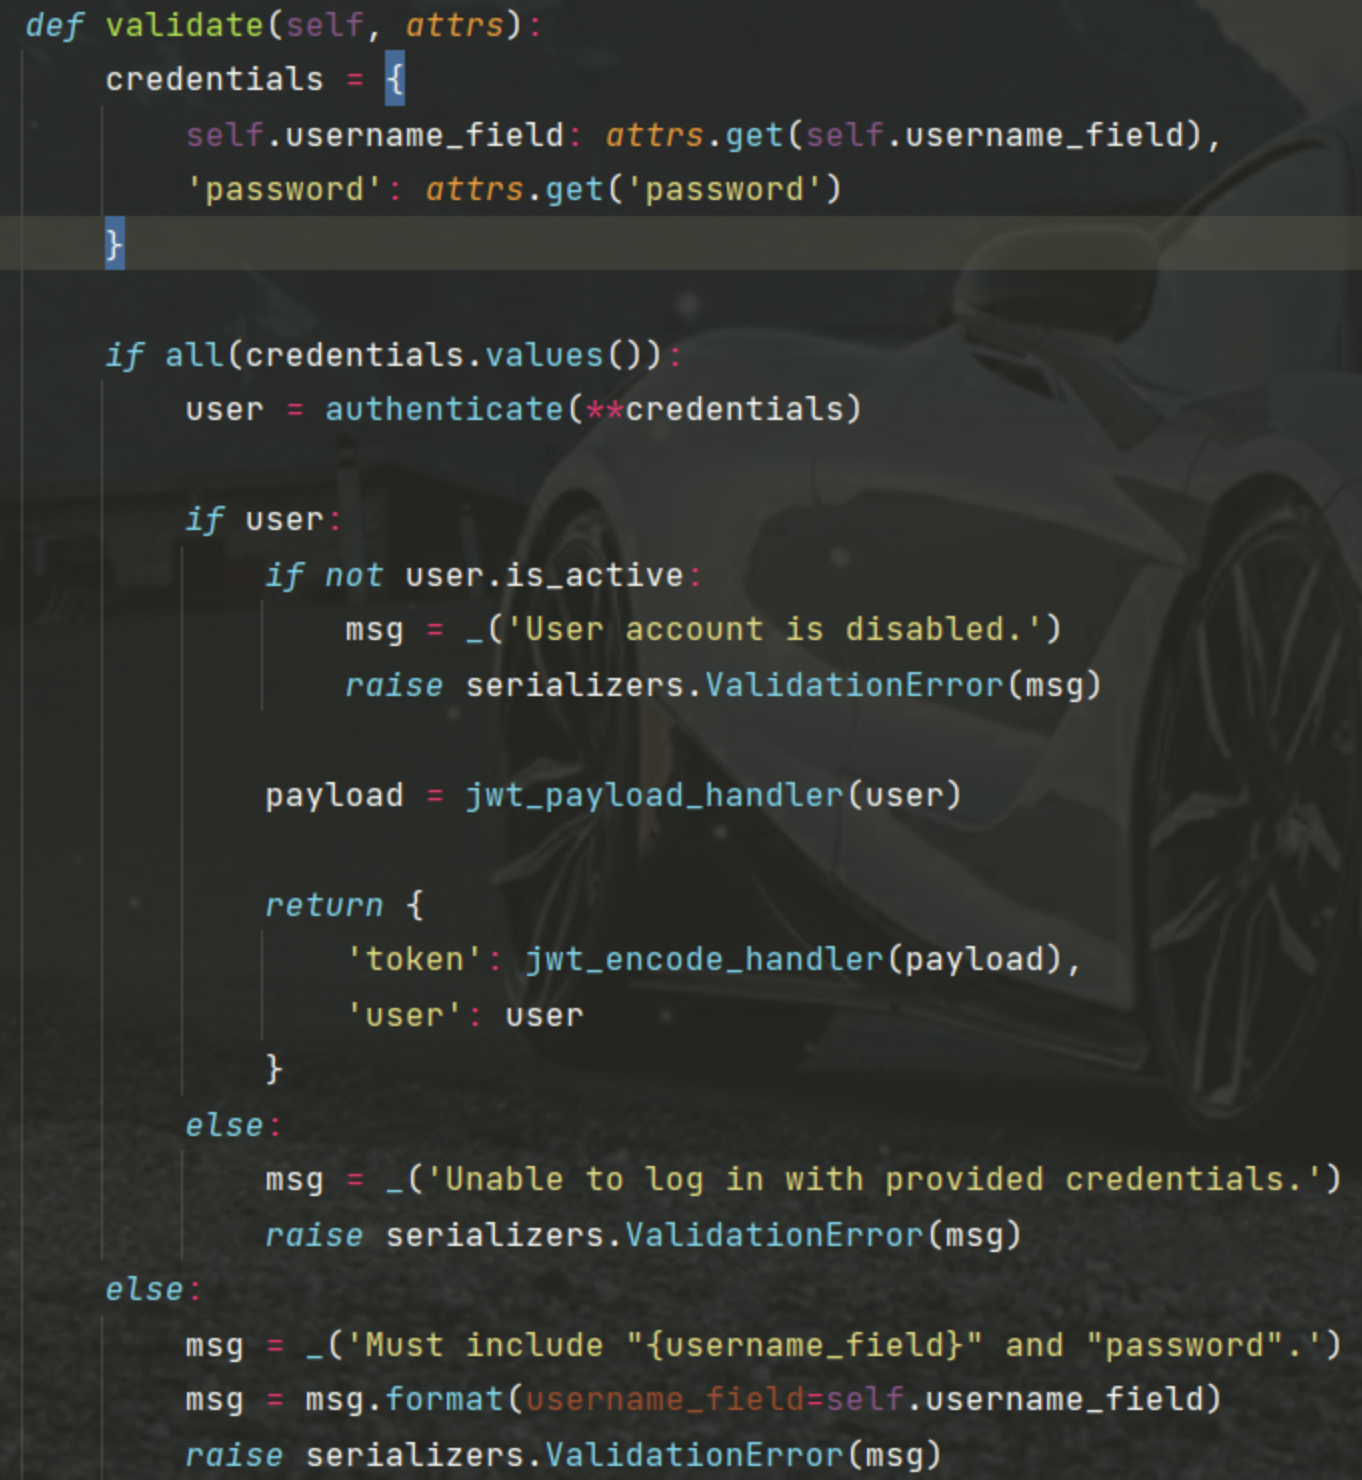 def validate(self, attrs):
    credentials = {
        self.username_field: attrs.get(self.username_field),
        'password': attrs.get('password')
    }

    if all(credentials.values()):
        user = authenticate(**credentials)

        if user:
            if not user.is_active:
                msg = _('User account is disabled.')
                raise serializers.ValidationError(msg)

            payload = jwt_payload_handler(user)

            return {
                'token': jwt_encode_handler(payload),
                'user': user
            }
        else:
            msg = _('Unable to log in with provided credentials.')
            raise serializers.ValidationError(msg)
    else:
        msg = _('Must include "{username_field}" and "password".')
        msg = msg.format(username_field=self.username_field)
        raise serializers.ValidationError(msg)